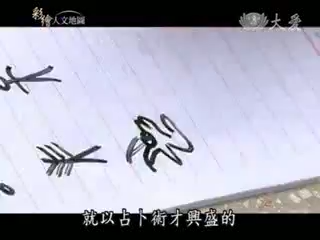 彩繪人文地圖
大愛
就以占卜術才興盛的